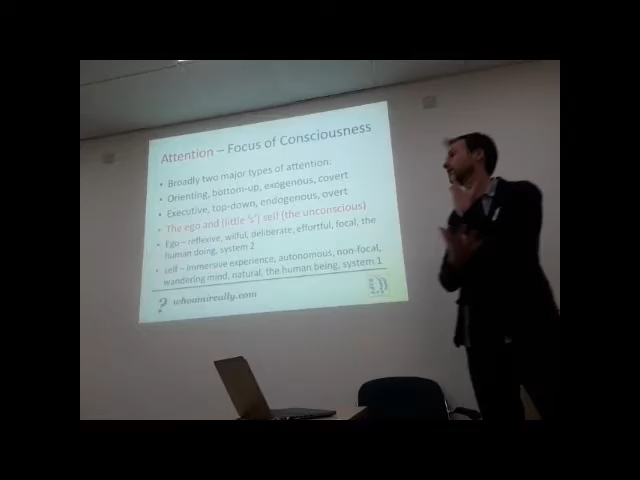 Attention – Focus of Consciousness
• Broadly two major types of attention:
• Orienting, bottom-up, exogenous, covert
• Executive, top-down, endogenous, overt
• The ego and (little 's') self (the unconscious)
• Ego – reflexive, wilful, deliberate, effortful, focal, the
human doing, system 2
• self – immersive experience, autonomous, non-focal,
wandering mind, natural, the human being, system 1
? whoamireally.com